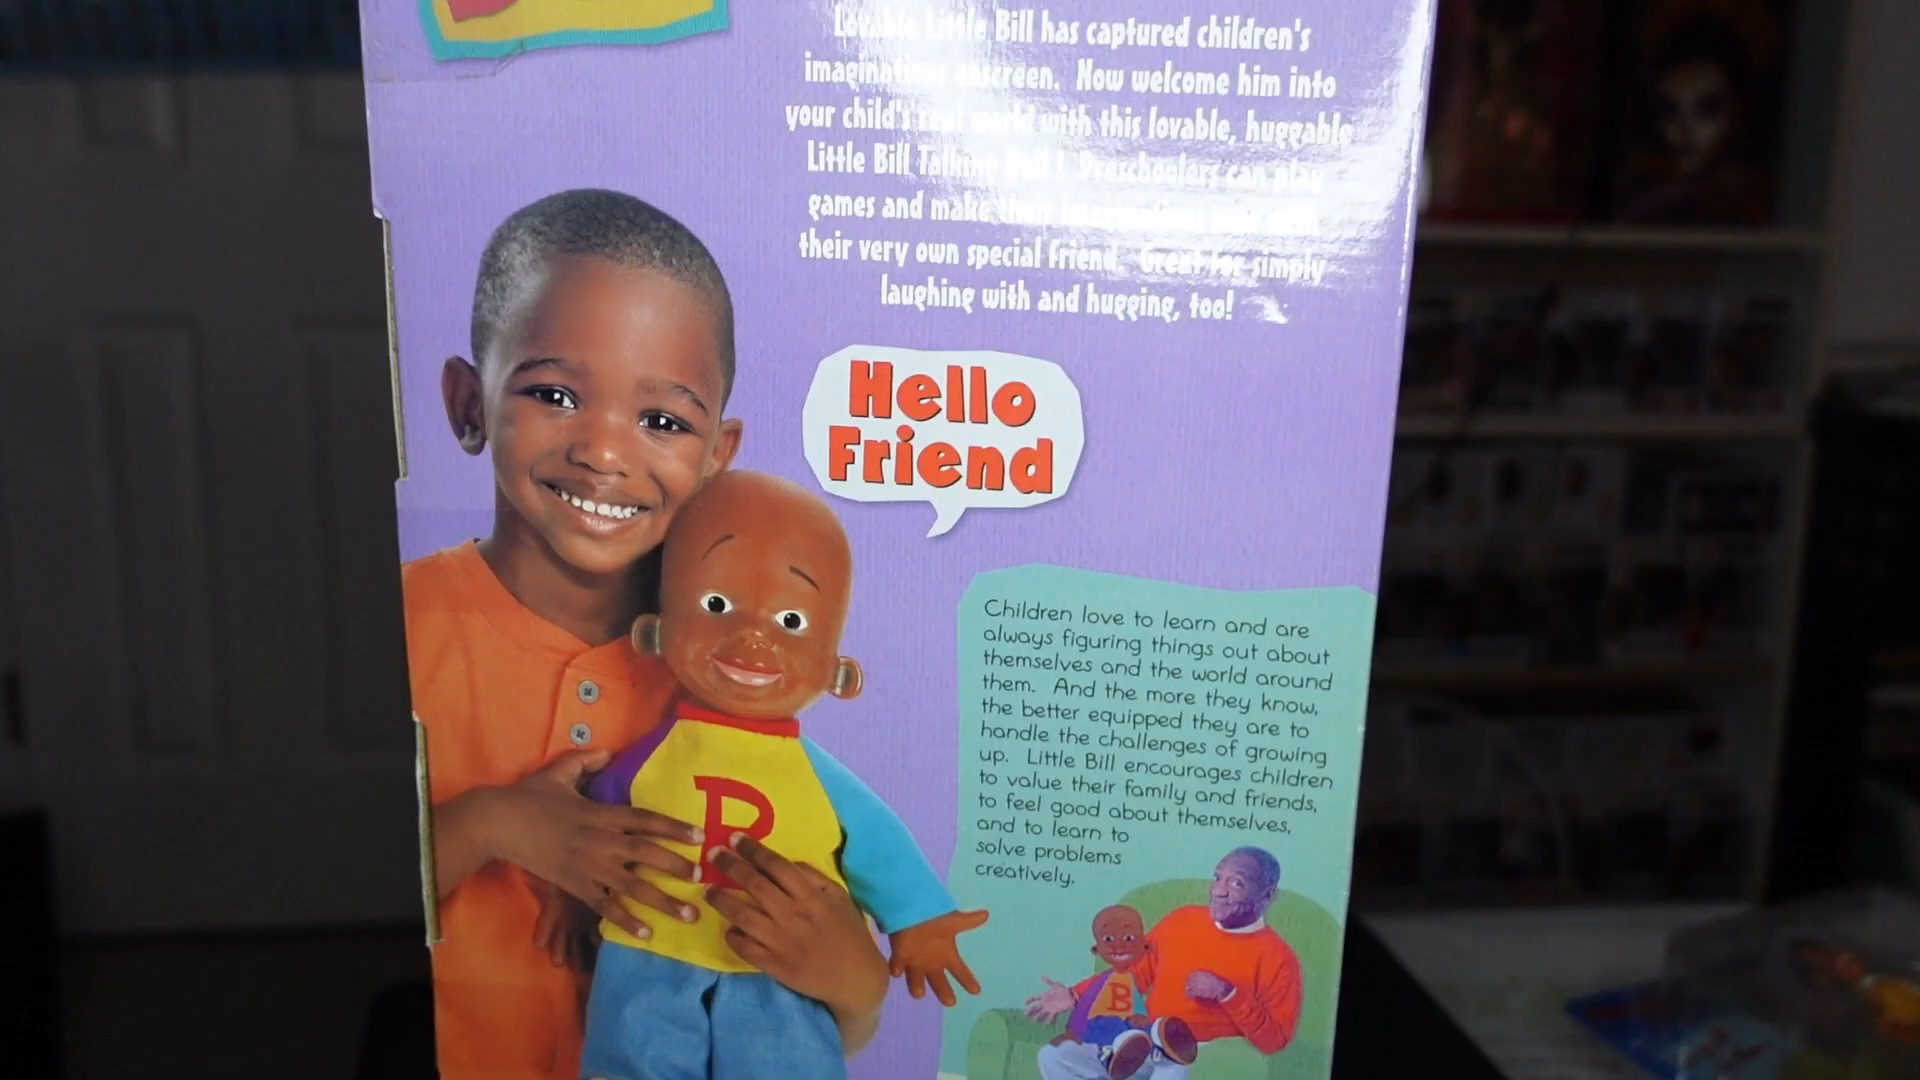 Lovable Little Bill has captured children's
imaginations onscreen. Now welcome him into
your child's real world with this lovable, huggable
Little Bill Talking Doll! Preschoolers can play
games and make
their very own special friend. Great for simply
laughing with and hugging, too!
Hello
Friend
Children love to learn and are
always figuring things out about
themselves and the world around
them. And the more they know,
the better equipped they are to
handle the challenges of growing
up. Little Bill encourages children
to value their family and friends,
to feel good about themselves,
and to learn to
solve problems
creatively.
B
B